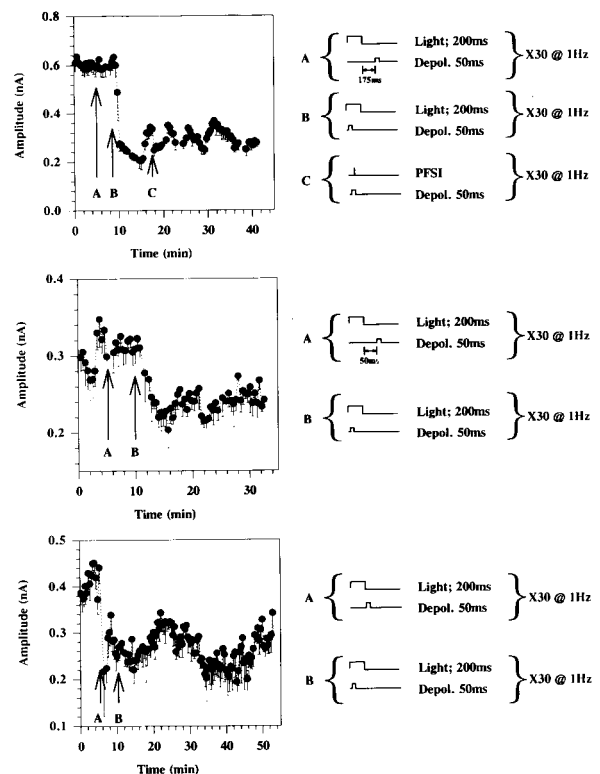 Amplitude (nA)
0.8
0.6
0.4
0.2
0.0
A
B
C
0 10 20 30 40
Time (min)
A
Light; 200ms
Depol. 50ms
175ms
X30 @ 1Hz
B
Light; 200ms
Depol. 50ms
X30 @ 1Hz
C
PFSI
Depol. 50ms
X30 @ 1Hz
Amplitude (nA)
0.4
0.3
0.2
A
B
0 10 20 30
Time (min)
A
Light; 200ms
Depol. 50ms
50ms
X30 @ 1Hz
B
Light; 200ms
Depol. 50ms
X30 @ 1Hz
Amplitude (nA)
0.5
0.4
0.3
0.2
0.1
A
B
0 10 20 30 40 50
Time (min)
A
Light; 200ms
Depol. 50ms
X30 @ 1Hz
B
Light; 200ms
Depol. 50ms
X30 @ 1Hz